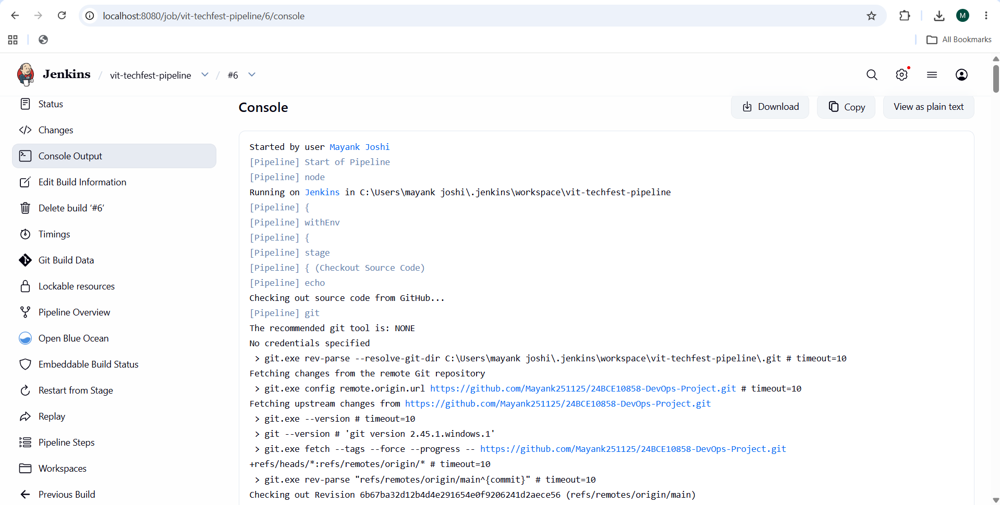 localhost:8080/job/vit-techfest-pipeline/6/console
M
All Bookmarks
Jenkins / vit-techfest-pipeline / #6
Status
Changes
Console Output
Edit Build Information
Delete build ‘#6’
Timings
Git Build Data
Lockable resources
Pipeline Overview
Open Blue Ocean
Embeddable Build Status
Restart from Stage
Replay
Pipeline Steps
Workspaces
Previous Build
Console
Download
Copy
View as plain text
Started by user Mayank Joshi
[Pipeline] Start of Pipeline
[Pipeline] node
Running on Jenkins in C:\Users\mayank joshi\.jenkins\workspace\vit-techfest-pipeline
[Pipeline] {
[Pipeline] withEnv
[Pipeline] {
[Pipeline] stage
[Pipeline] { (Checkout Source Code)
[Pipeline] echo
Checking out source code from GitHub...
[Pipeline] git
The recommended git tool is: NONE
No credentials specified
> git.exe rev-parse --resolve-git-dir C:\Users\mayank joshi\.jenkins\workspace\vit-techfest-pipeline\.git # timeout=10
Fetching changes from the remote Git repository
> git.exe config remote.origin.url https://github.com/Mayank251125/24BCE10858-DevOps-Project.git # timeout=10
Fetching upstream changes from https://github.com/Mayank251125/24BCE10858-DevOps-Project.git
> git.exe --version # timeout=10
> git --version # 'git version 2.45.1.windows.1'
> git.exe fetch --tags --force --progress -- https://github.com/Mayank251125/24BCE10858-DevOps-Project.git
+refs/heads/*:refs/remotes/origin/* # timeout=10
> git.exe rev-parse "refs/remotes/origin/main^{commit}" # timeout=10
Checking out Revision 6b67ba32d12b4d4e291654e0f9206241d2aece56 (refs/remotes/origin/main)